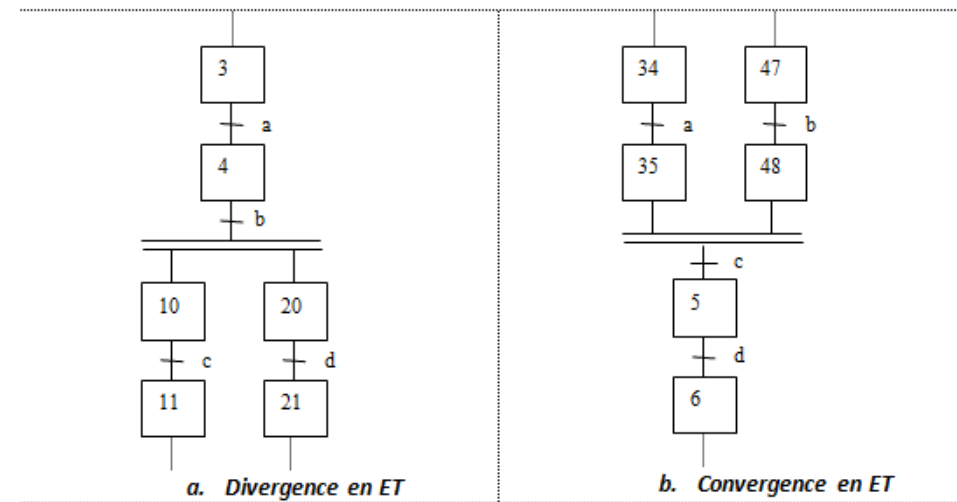 3
a
4
b
10 20
c d
11 21
a. Divergence en ET
34 47
a b
35 48
c
5
d
6
b. Convergence en ET